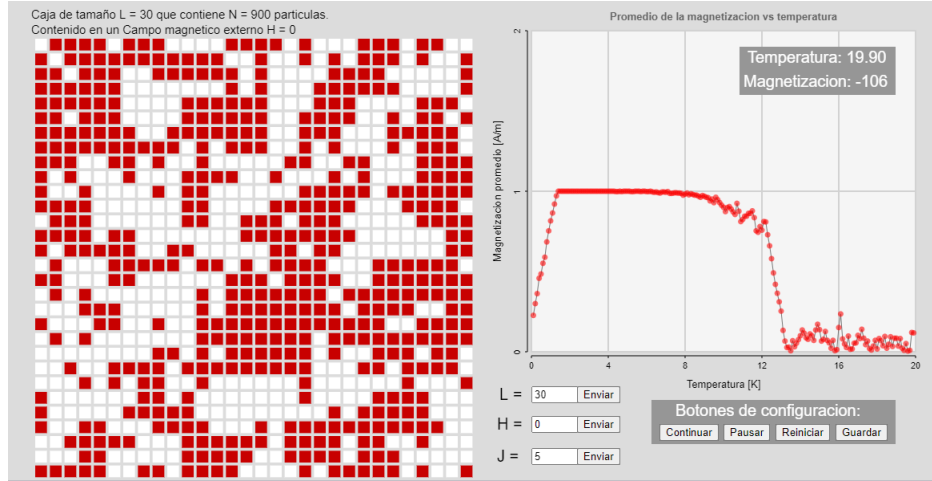 Caja de tamaño L = 30 que contiene N = 900 particulas.
Contenido en un Campo magnetico externo H = 0
Promedio de la magnetizacion vs temperatura
Temperatura: 19.90
Magnetizacion: -106
Magnetizacion promedio [A/m]
2
1
0
0 4 8 12 16 20
Temperatura [K]
L = 30 Enviar
H = 0 Enviar
J = 5 Enviar
Botones de configuracion:
Continuar Pausar Reiniciar Guardar